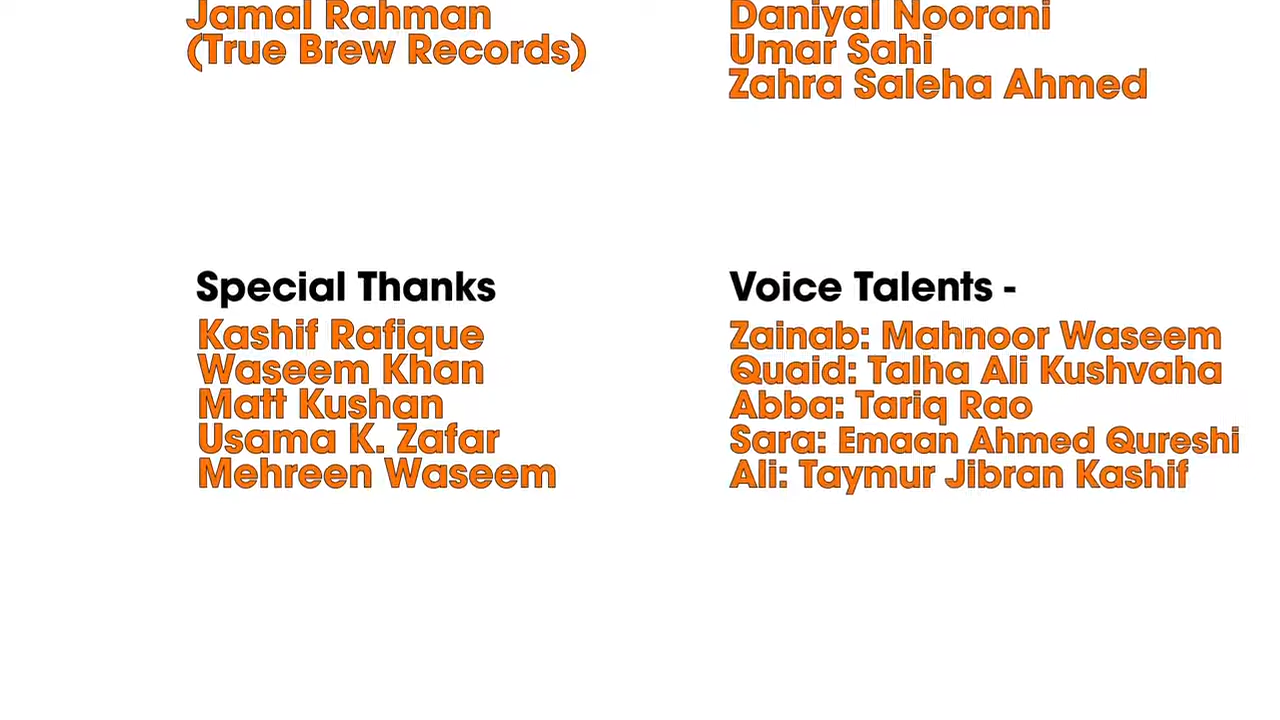 Jamal Rahman
(True Brew Records)
Daniyal Noorani
Umar Sahi
Zahra Saleha Ahmed
Special Thanks
Kashif Rafique
Waseem Khan
Matt Kushan
Usama K. Zafar
Mehreen Waseem
Voice Talents -
Zainab: Mahnoor Waseem
Quaid: Talha Ali Kushvaha
Abba: Tariq Rao
Sara: Emaan Ahmed Qureshi
Ali: Taymur Jibran Kashif